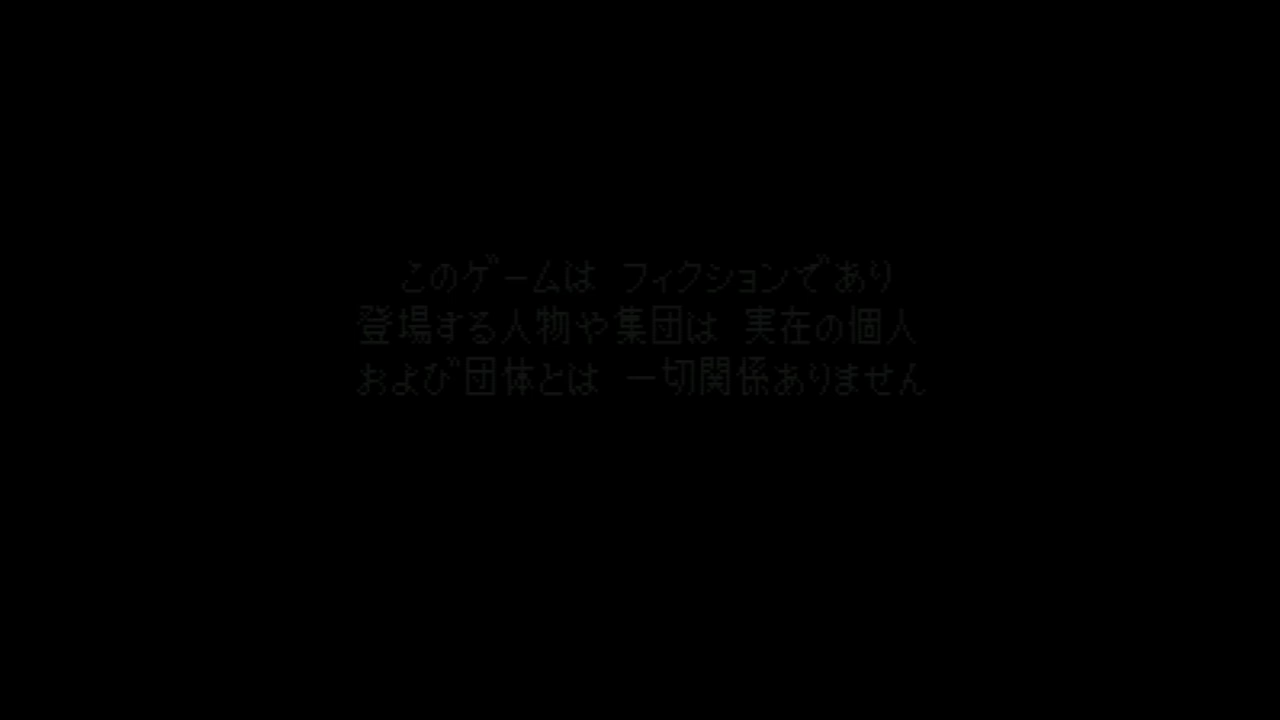 このゲームは フィクションであり
登場する人物や集団は 実在の個人
および団体とは 一切関係ありません